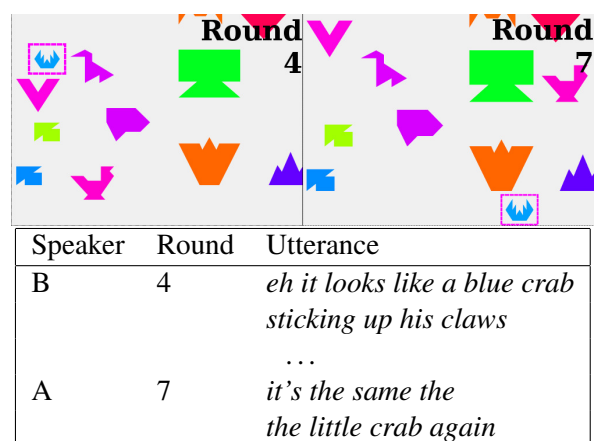 Round
4
Round
7
Speaker Round Utterance
B 4 eh it looks like a blue crab
sticking up his claws
...
A 7 it's the same the
the little crab again